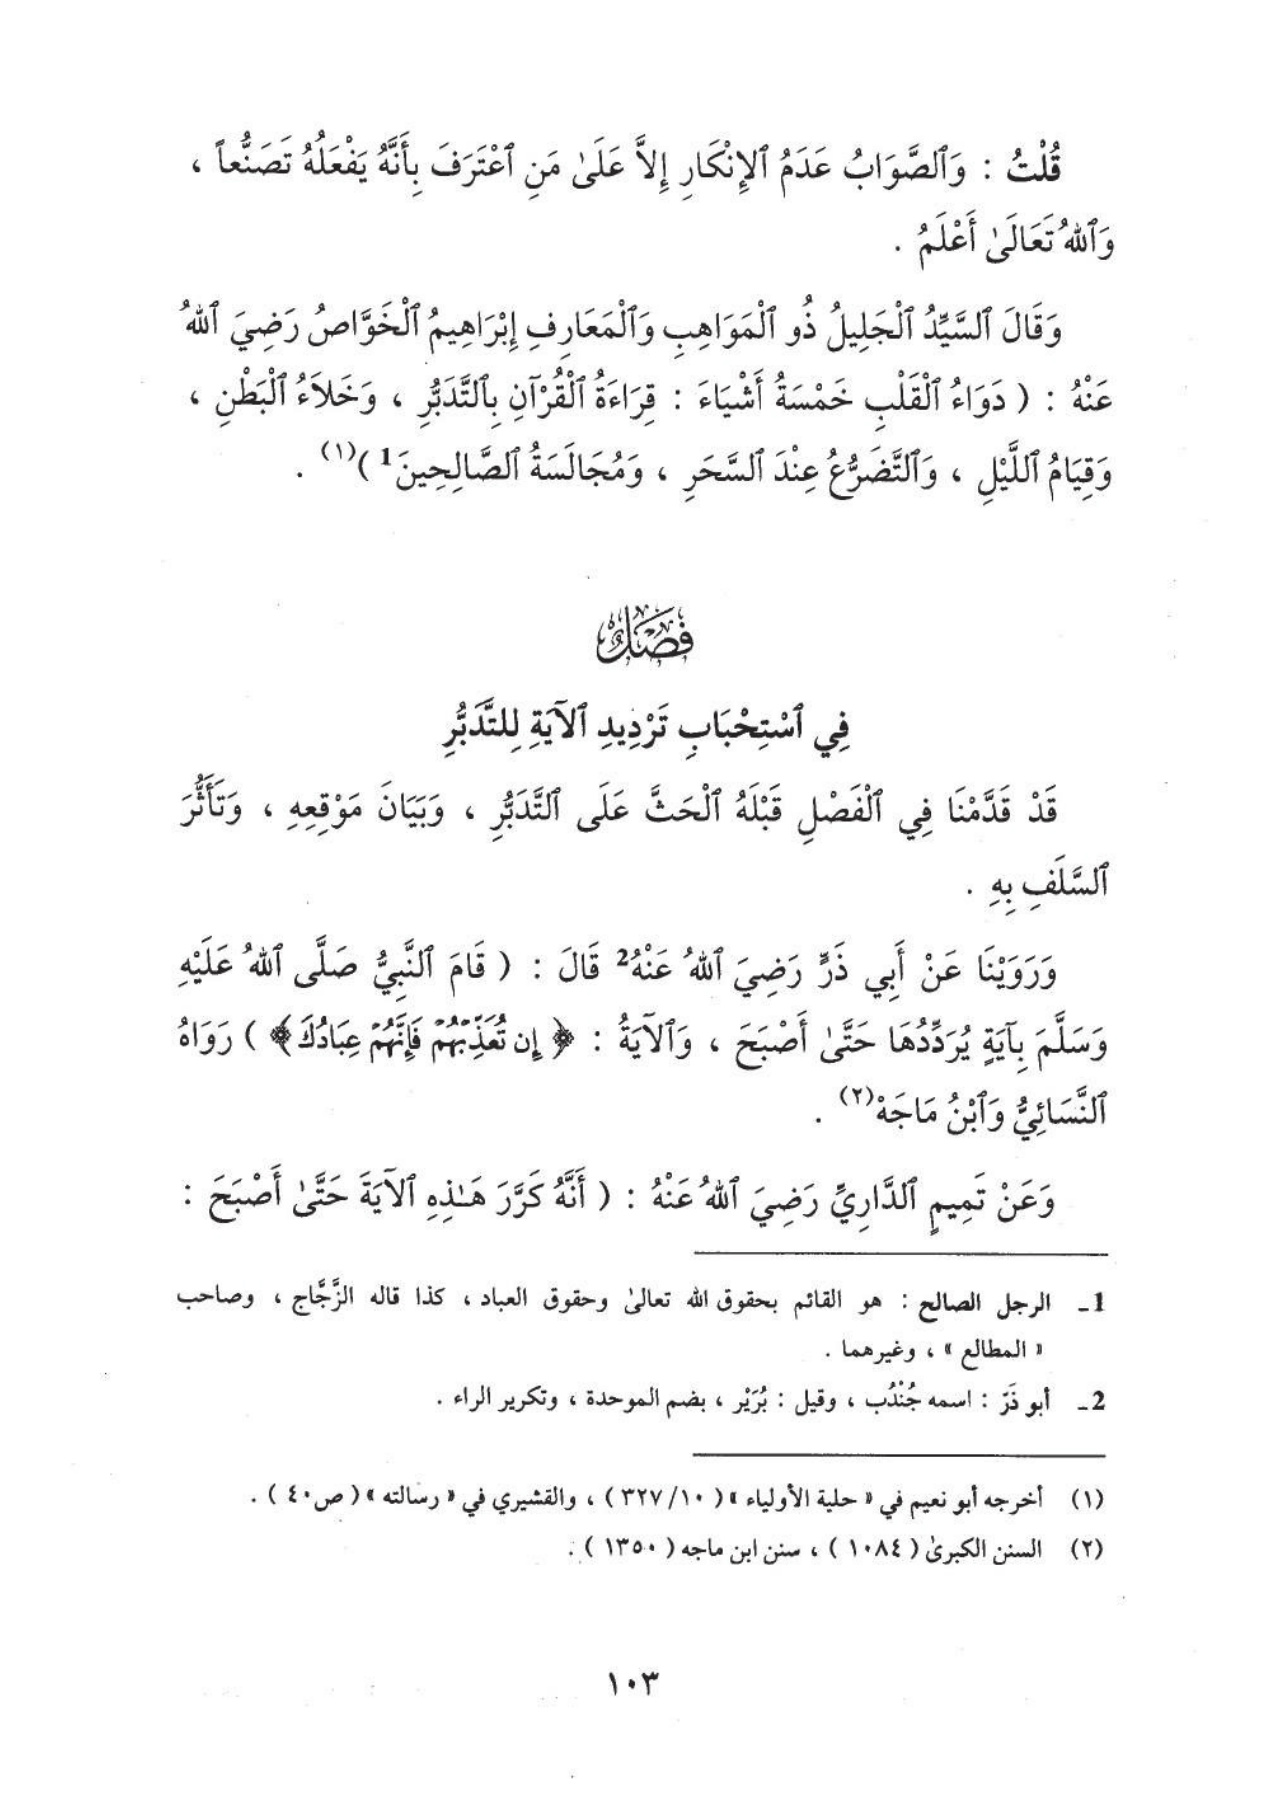 قُلْتُ : وَٱلصَّوَابُ عَدَمُ ٱلإِنْكَارِ إِلاَّ عَلَىٰ مَنِ ٱعْتَرَفَ بِأَنَّهُ يَفْعَلُهُ تَصَنُّعاً ،
وَٱللهُ تَعَالَىٰ أَعْلَمُ .
وَقَالَ ٱلسَّيِّدُ ٱلْجَلِيلُ ذُو ٱلْمَوَاهِبِ وَٱلْمَعَارِفِ إِبْرَاهِيمُ ٱلْخَوَّاصُ رَضِيَ ٱللهُ
عَنْهُ : ( دَوَاءُ ٱلْقَلْبِ خَمْسَةُ أَشْيَاءَ : قِرَاءَةُ ٱلْقُرْآنِ بِٱلتَّدَبُّرِ ، وَخَلاَءُ ٱلْبَطْنِ ،
وَقِيَامُ ٱللَّيْلِ ، وَٱلتَّضَرُّعُ عِنْدَ ٱلسَّحَرِ ، وَمُجَالَسَةُ ٱلصَّالِحِينَ1 )(١) .
فَصْلٌ
فِي ٱسْتِحْبَابِ تَرْدِيدِ ٱلآيَةِ لِلتَّدَبُّرِ
قَدْ قَدَّمْنَا فِي ٱلْفَصْلِ قَبْلَهُ ٱلْحَثَّ عَلَى ٱلتَّدَبُّرِ ، وَبَيَانَ مَوْقِعِهِ ، وَتَأَثُّرَ
ٱلسَّلَفِ بِهِ .
وَرَوَيْنَا عَنْ أَبِي ذَرٍّ رَضِيَ ٱللهُ عَنْهُ2 قَالَ : ( قَامَ ٱلنَّبِيُّ صَلَّى ٱللهُ عَلَيْهِ
وَسَلَّمَ بِآيَةٍ يُرَدِّدُهَا حَتَّىٰ أَصْبَحَ ، وَٱلآيَةُ : ﴿ إِن تُعَذِّبْهُمْ فَإِنَّهُمْ عِبَادُكَ ﴾ ) رَوَاهُ
ٱلنَّسَائِيُّ وَٱبْنُ مَاجَهْ(٢) .
وَعَنْ تَمِيمٍ ٱلدَّارِيِّ رَضِيَ ٱللهُ عَنْهُ : ( أَنَّهُ كَرَّرَ هَـٰذِهِ ٱلآيَةَ حَتَّىٰ أَصْبَحَ :
1ـ الرجل الصالح : هو القائم بحقوق الله تعالىٰ وحقوق العباد ، كذا قاله الزَّجَّاج ، وصاحب
« المطالع » ، وغيرهما .
2ـ أبو ذَرّ : اسمه جُنْدُب ، وقيل : بُرَيْر ، بضم الموحدة ، وتكرير الراء .
(١) أخرجه أبو نعيم في « حلية الأولياء » ( ١٠/ ٣٢٧ ) ، والقشيري في « رسالته » ( ص٤٠ ) .
(٢) السنن الكبرىٰ ( ١٠٨٤ ) ، سنن ابن ماجه ( ١٣٥٠ ) .
١٠٣